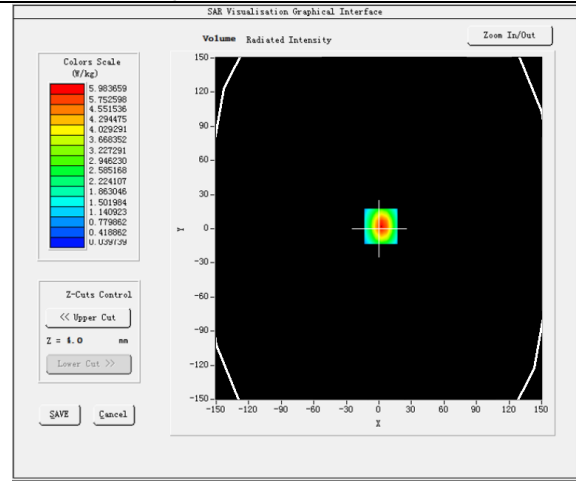 SAR Visualisation Graphical Interface
Volume Radiated Intensity
Zoom In/Out
Colors Scale
(W/kg)
5.983659
5.752598
4.551536
4.294475
4.029291
3.668352
3.227291
2.946230
2.585168
2.224107
1.863046
1.501984
1.140923
0.779862
0.418862
0.039739
Z-Cuts Control
<< Upper Cut
Z = 4.0 mm
Lower Cut >>
SAVE Cancel
150
120
90
60
30
0
-30
-60
-90
-120
-150
Y
-150 -120 -90 -60 -30 0 30 60 90 120 150
X